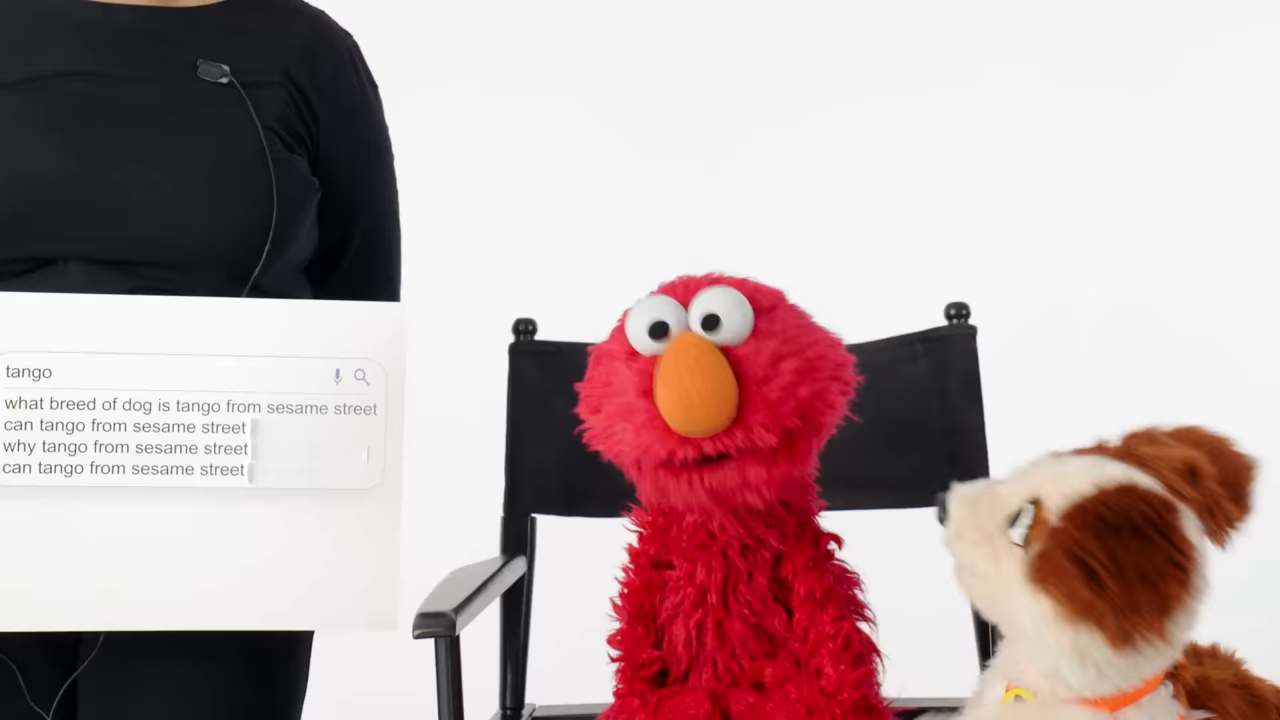 tango
what breed of dog is tango from sesame street
can tango from sesame street
why tango from sesame street
can tango from sesame street